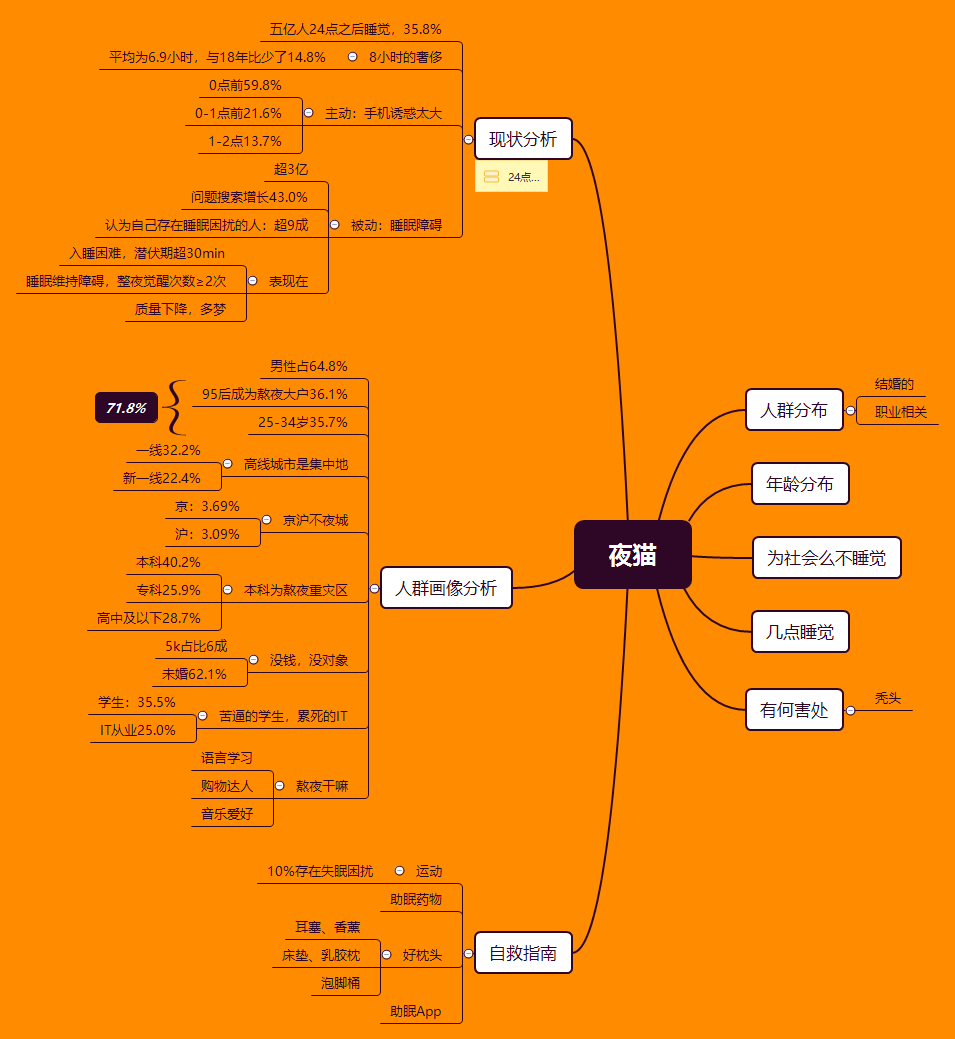 夜猫
人群分布
结婚的
职业相关
年龄分布
为社会么不睡觉
几点睡觉
有何害处
秃头
现状分析
24点...
五亿人24点之后睡觉，35.8%
8小时的奢侈
平均为6.9小时，与18年比少了14.8%
主动：手机诱惑太大
0点前59.8%
0-1点前21.6%
1-2点13.7%
被动：睡眠障碍
超3亿
问题搜索增长43.0%
认为自己存在睡眠困扰的人：超9成
表现在
入睡困难，潜伏期超30min
睡眠维持障碍，整夜觉醒次数≥2次
质量下降，多梦
人群画像分析
男性占64.8%
95后成为熬夜大户36.1%
25-34岁35.7%
71.8%
高线城市是集中地
一线32.2%
新一线22.4%
京沪不夜城
京：3.69%
沪：3.09%
本科为熬夜重灾区
本科40.2%
专科25.9%
高中及以下28.7%
没钱，没对象
5k占比6成
未婚62.1%
苦逼的学生，累死的IT
学生：35.5%
IT从业25.0%
熬夜干嘛
语言学习
购物达人
音乐爱好
自救指南
运动
10%存在失眠困扰
助眠药物
好枕头
耳塞、香薰
床垫、乳胶枕
泡脚桶
助眠App